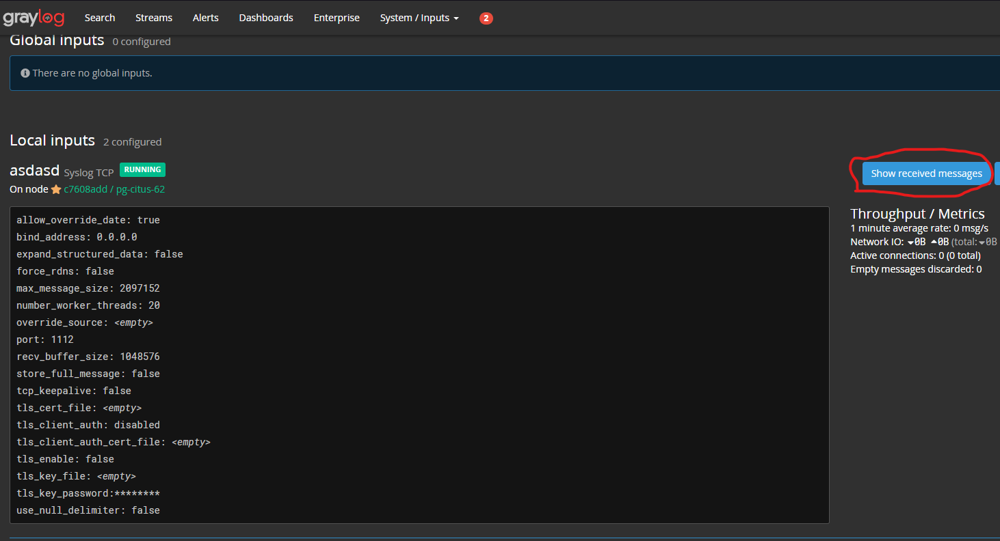 graylog Search Streams Alerts Dashboards Enterprise System / Inputs 2
Global inputs 0 configured
There are no global inputs.
Local inputs 2 configured
asdasd Syslog TCP RUNNING
On node c7608add / pg-citus-62
Show received messages
allow_override_date: true
bind_address: 0.0.0.0
expand_structured_data: false
force_rdns: false
max_message_size: 2097152
number_worker_threads: 20
override_source: <empty>
port: 1112
recv_buffer_size: 1048576
store_full_message: false
tcp_keepalive: false
tls_cert_file: <empty>
tls_client_auth: disabled
tls_client_auth_cert_file: <empty>
tls_enable: false
tls_key_file: <empty>
tls_key_password:********
use_null_delimiter: false
Throughput / Metrics
1 minute average rate: 0 msg/s
Network IO: 0B 0B (total: 0B
Active connections: 0 (0 total)
Empty messages discarded: 0